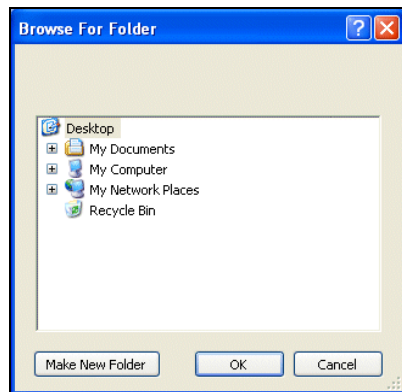 Browse For Folder
Desktop
My Documents
My Computer
My Network Places
Recycle Bin
Make New Folder
OK
Cancel